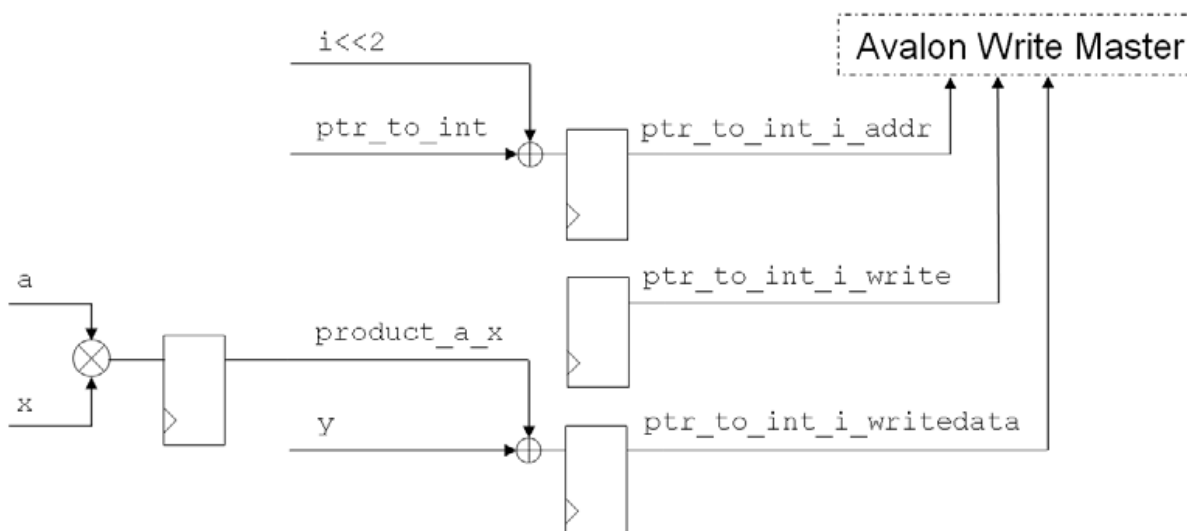 i<<2
Avalon Write Master
ptr_to_int
ptr_to_int_i_addr
a
ptr_to_int_i_write
product_a_x
x
y
ptr_to_int_i_writedata